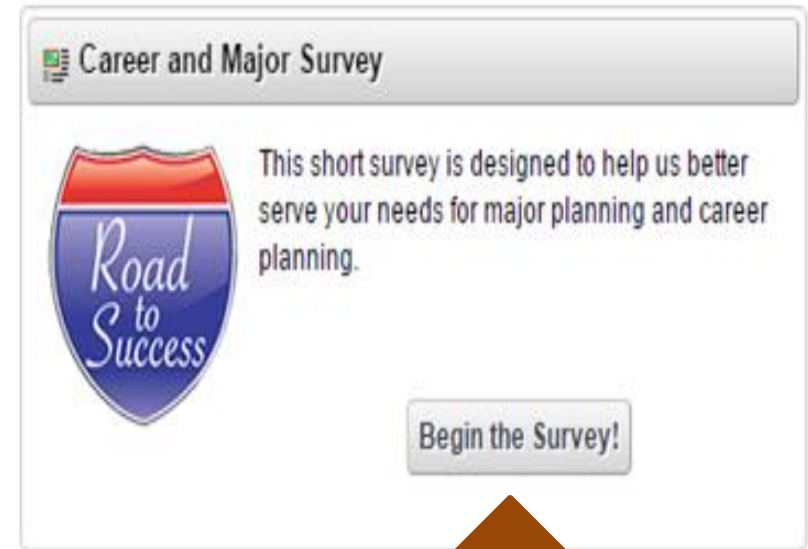 Career and Major Survey
Road
to
Success
This short survey is designed to help us better
serve your needs for major planning and career
planning.
Begin the Survey!